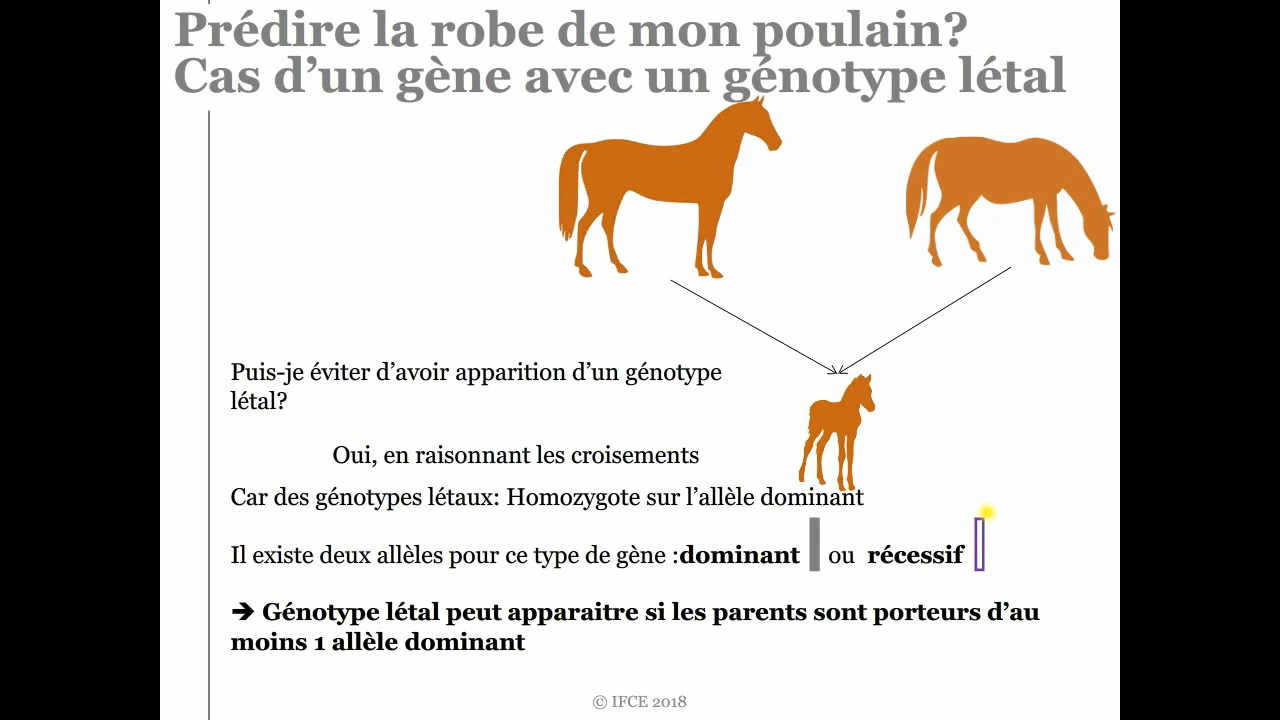 Prédire la robe de mon poulain?
Cas d’un gène avec un génotype létal
Puis-je éviter d’avoir apparition d’un génotype
létal?
Oui, en raisonnant les croisements
Car des génotypes létaux: Homozygote sur l’allèle dominant
Il existe deux allèles pour ce type de gène :dominant ou récessif
➔ Génotype létal peut apparaitre si les parents sont porteurs d’au
moins 1 allèle dominant
© IFCE 2018